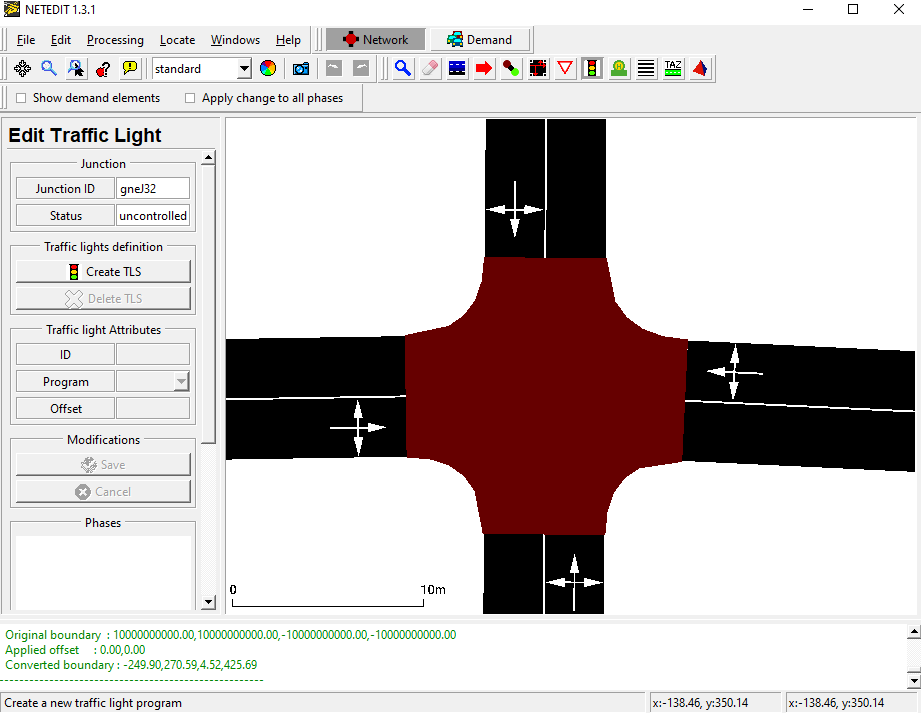 NETEDIT 1.3.1
File Edit Processing Locate Windows Help Network Demand
standard TAZ
Show demand elements Apply change to all phases
Edit Traffic Light
Junction
Junction ID gneJ32
Status uncontrolled
Traffic lights definition
Create TLS
Delete TLS
Traffic light Attributes
ID
Program
Offset
Modifications
Save
Cancel
Phases
0 10m
Original boundary : 10000000000.00,10000000000.00,-10000000000.00,-10000000000.00
Applied offset : 0.00,0.00
Converted boundary : -249.90,270.59,4.52,425.69
-----------------------------------------------------
Create a new traffic light program x:-138.46, y:350.14 x:-138.46, y:350.14